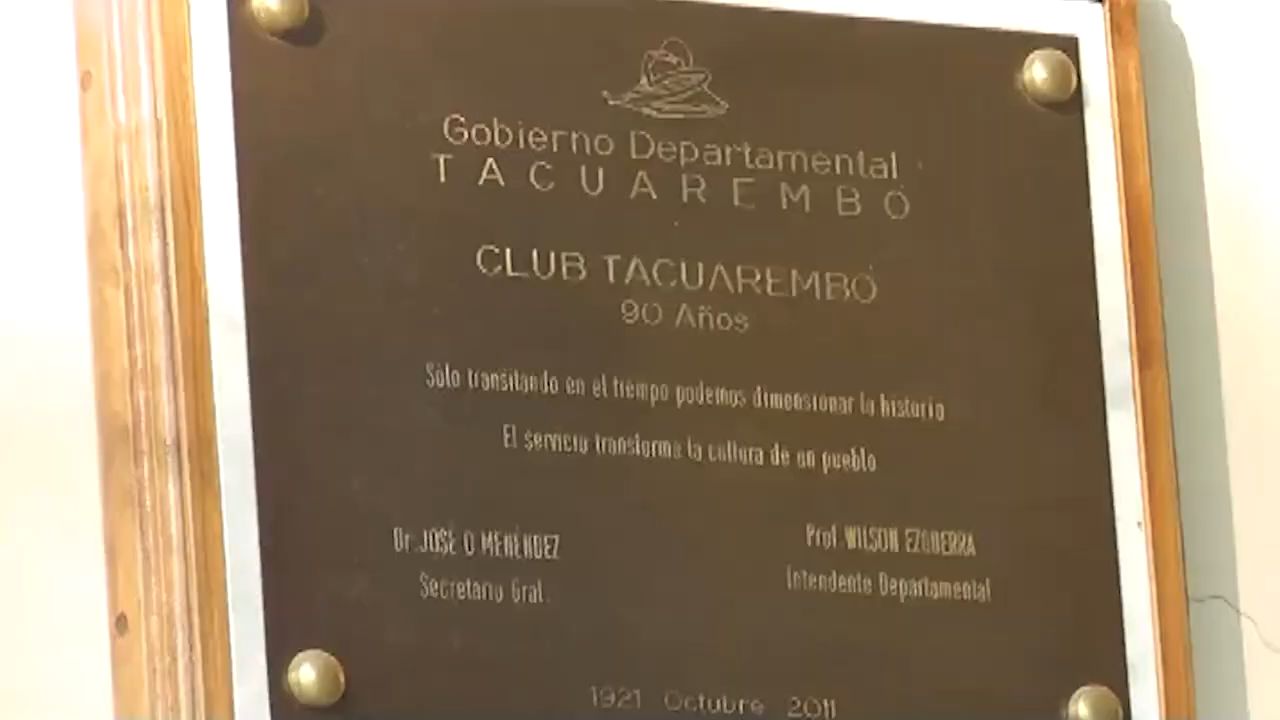 Gobierno Departamental
TACUAREMBÓ
CLUB TACUAREMBÓ
90 Años
Sólo transitando en el tiempo podemos dimensionar la historia
El servicio transforma la cultura de un pueblo
Dr. JOSÉ O MENÉNDEZ
Prof. WILSON EZQUERRA
Secretario Gral.
Intendente Departamental
1921 Octubre 2011